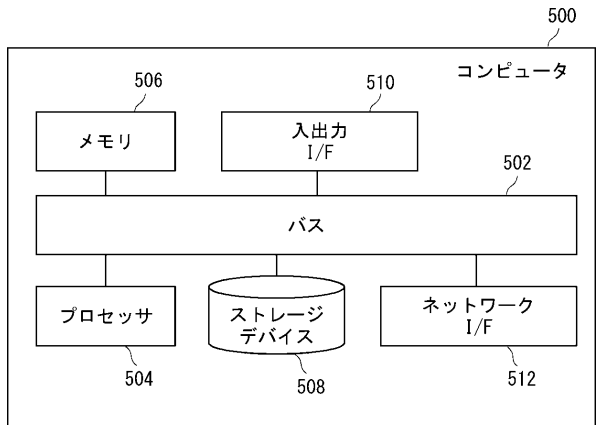 500
コンピュータ
506
メモリ
510
入出力
I/F
502
バス
プロセッサ
504
ストレージ
デバイス
508
ネットワーク
I/F
512